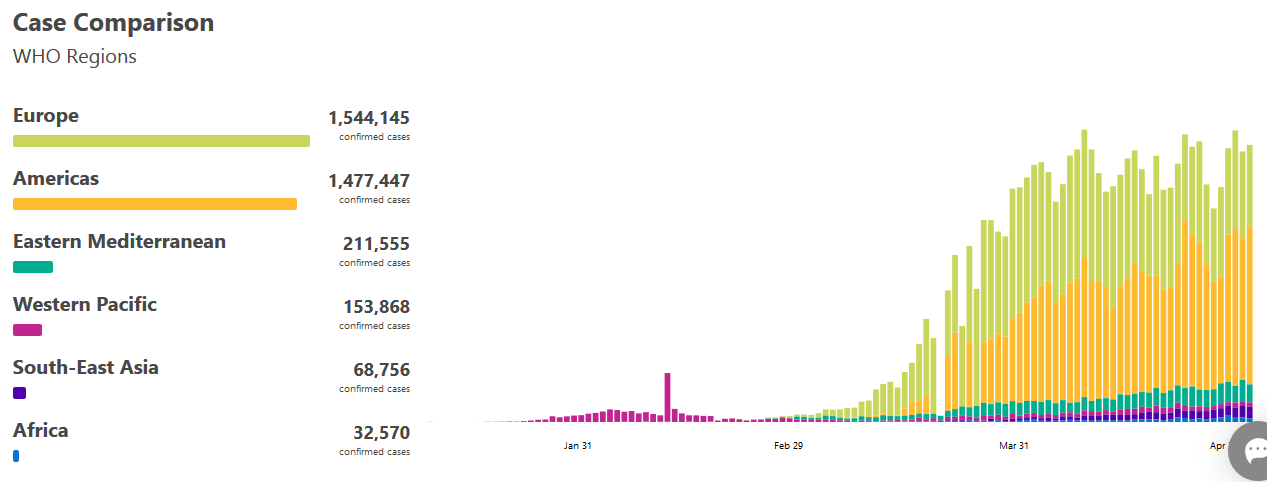 Case Comparison
WHO Regions
Europe 1,544,145
confirmed cases
Americas 1,477,447
confirmed cases
Eastern Mediterranean 211,555
confirmed cases
Western Pacific 153,868
confirmed cases
South-East Asia 68,756
confirmed cases
Africa 32,570
confirmed cases
Jan 31 Feb 29 Mar 31 Apr